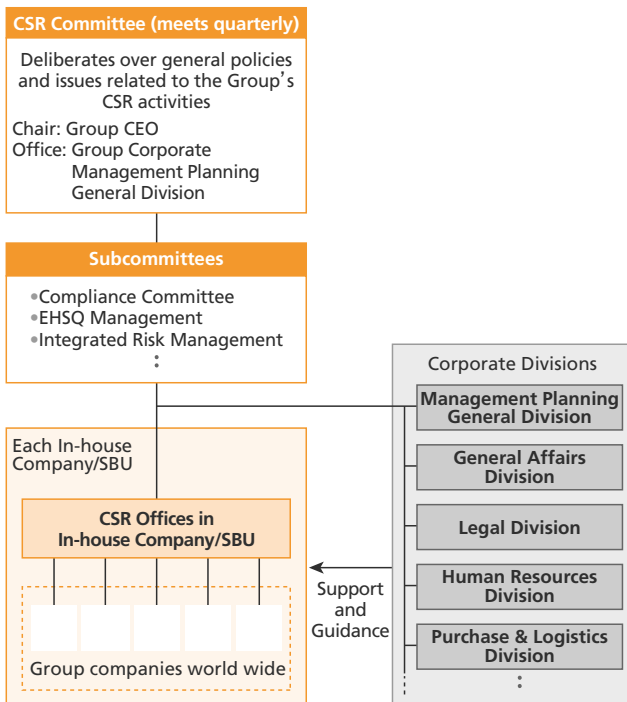 CSR Committee (meets quarterly)
Deliberates over general policies
and issues related to the Group's
CSR activities
Chair: Group CEO
Office: Group Corporate
Management Planning
General Division
Subcommittees
•Compliance Committee
•EHSQ Management
•Integrated Risk Management
:
Each In-house
Company/SBU
CSR Offices in
In-house Company/SBU
Group companies world wide
Support
and
Guidance
Corporate Divisions
Management Planning
General Division
General Affairs
Division
Legal Division
Human Resources
Division
Purchase & Logistics
Division
: